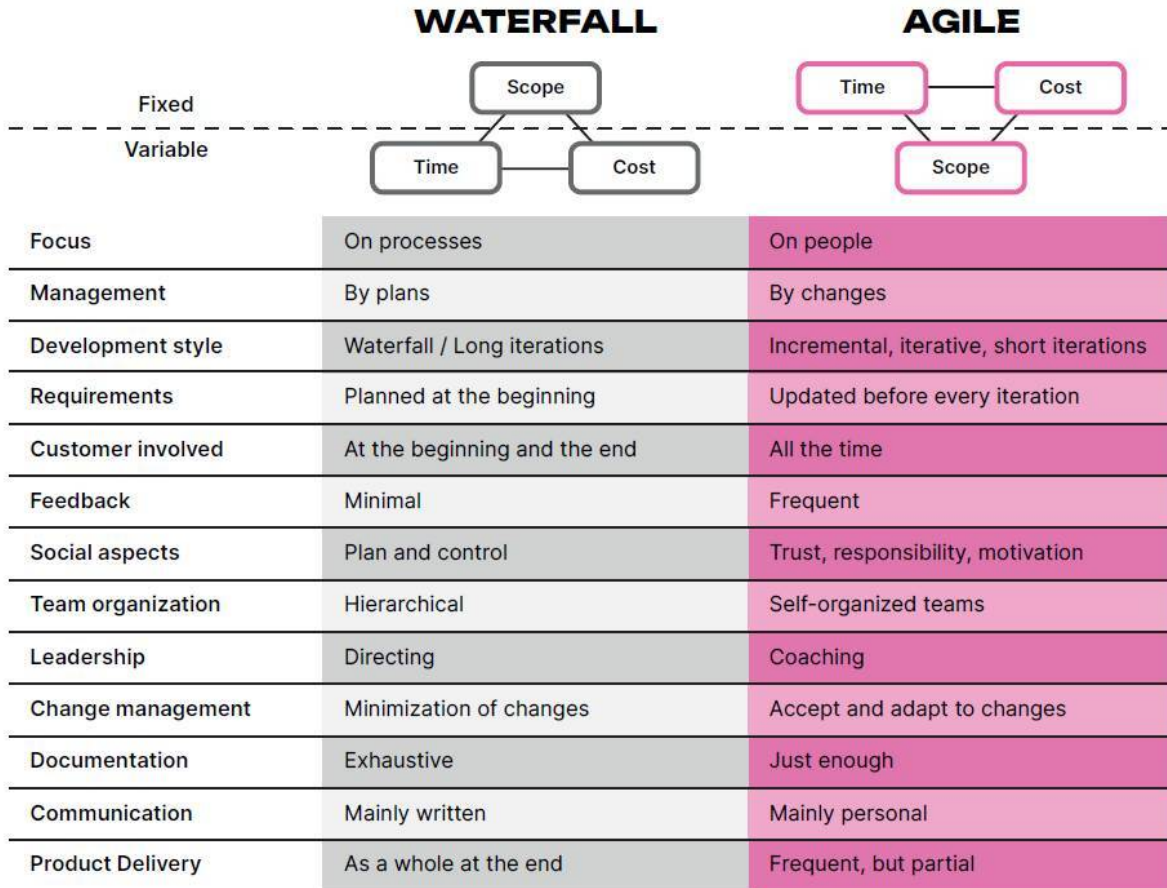 WATERFALL AGILE
Scope Time Cost
Fixed
Variable
Time Cost Scope
Focus On processes On people
Management By plans By changes
Development style Waterfall / Long iterations Incremental, iterative, short iterations
Requirements Planned at the beginning Updated before every iteration
Customer involved At the beginning and the end All the time
Feedback Minimal Frequent
Social aspects Plan and control Trust, responsibility, motivation
Team organization Hierarchical Self-organized teams
Leadership Directing Coaching
Change management Minimization of changes Accept and adapt to changes
Documentation Exhaustive Just enough
Communication Mainly written Mainly personal
Product Delivery As a whole at the end Frequent, but partial